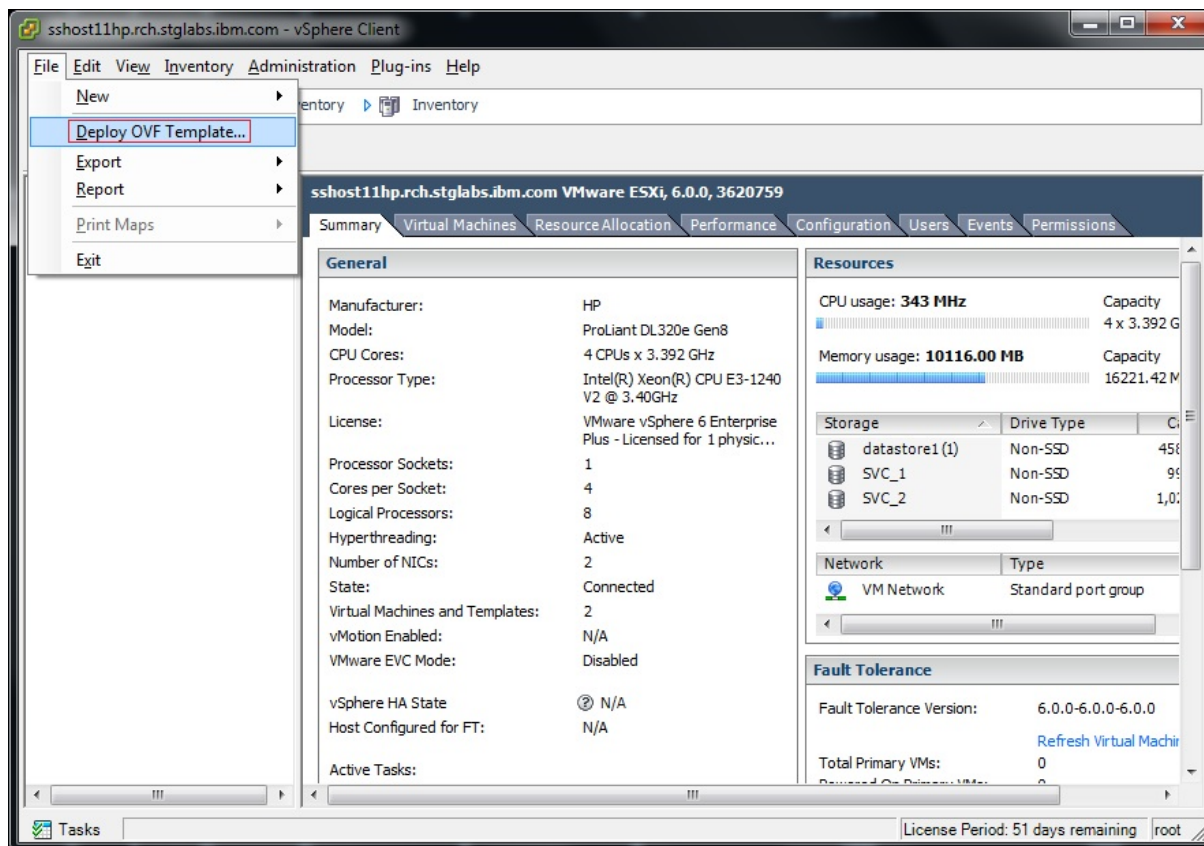 sshost11hp.rch.stglabs.ibm.com - vSphere Client
File Edit View Inventory Administration Plug-ins Help
New
entory Inventory
Deploy OVF Template...
Export
Report
Print Maps
Exit
sshost11hp.rch.stglabs.ibm.com VMware ESXi, 6.0.0, 3620759
Summary Virtual Machines Resource Allocation Performance Configuration Users Events Permissions
General
Manufacturer: HP
Model: ProLiant DL320e Gen8
CPU Cores: 4 CPUs x 3.392 GHz
Processor Type: Intel(R) Xeon(R) CPU E3-1240
V2 @ 3.40GHz
License: VMware vSphere 6 Enterprise
Plus - Licensed for 1 physic...
Processor Sockets: 1
Cores per Socket: 4
Logical Processors: 8
Hyperthreading: Active
Number of NICs: 2
State: Connected
Virtual Machines and Templates: 2
vMotion Enabled: N/A
VMware EVC Mode: Disabled
vSphere HA State N/A
Host Configured for FT: N/A
Active Tasks:
Resources
CPU usage: 343 MHz Capacity
4 x 3.392 G
Memory usage: 10116.00 MB Capacity
16221.42 M
Storage Drive Type
datastore1 (1) Non-SSD 458
SVC_1 Non-SSD 99
SVC_2 Non-SSD 1,02
Network Type
VM Network Standard port group
Fault Tolerance
Fault Tolerance Version: 6.0.0-6.0.0-6.0.0
Refresh Virtual Machin
Total Primary VMs: 0
Tasks License Period: 51 days remaining root